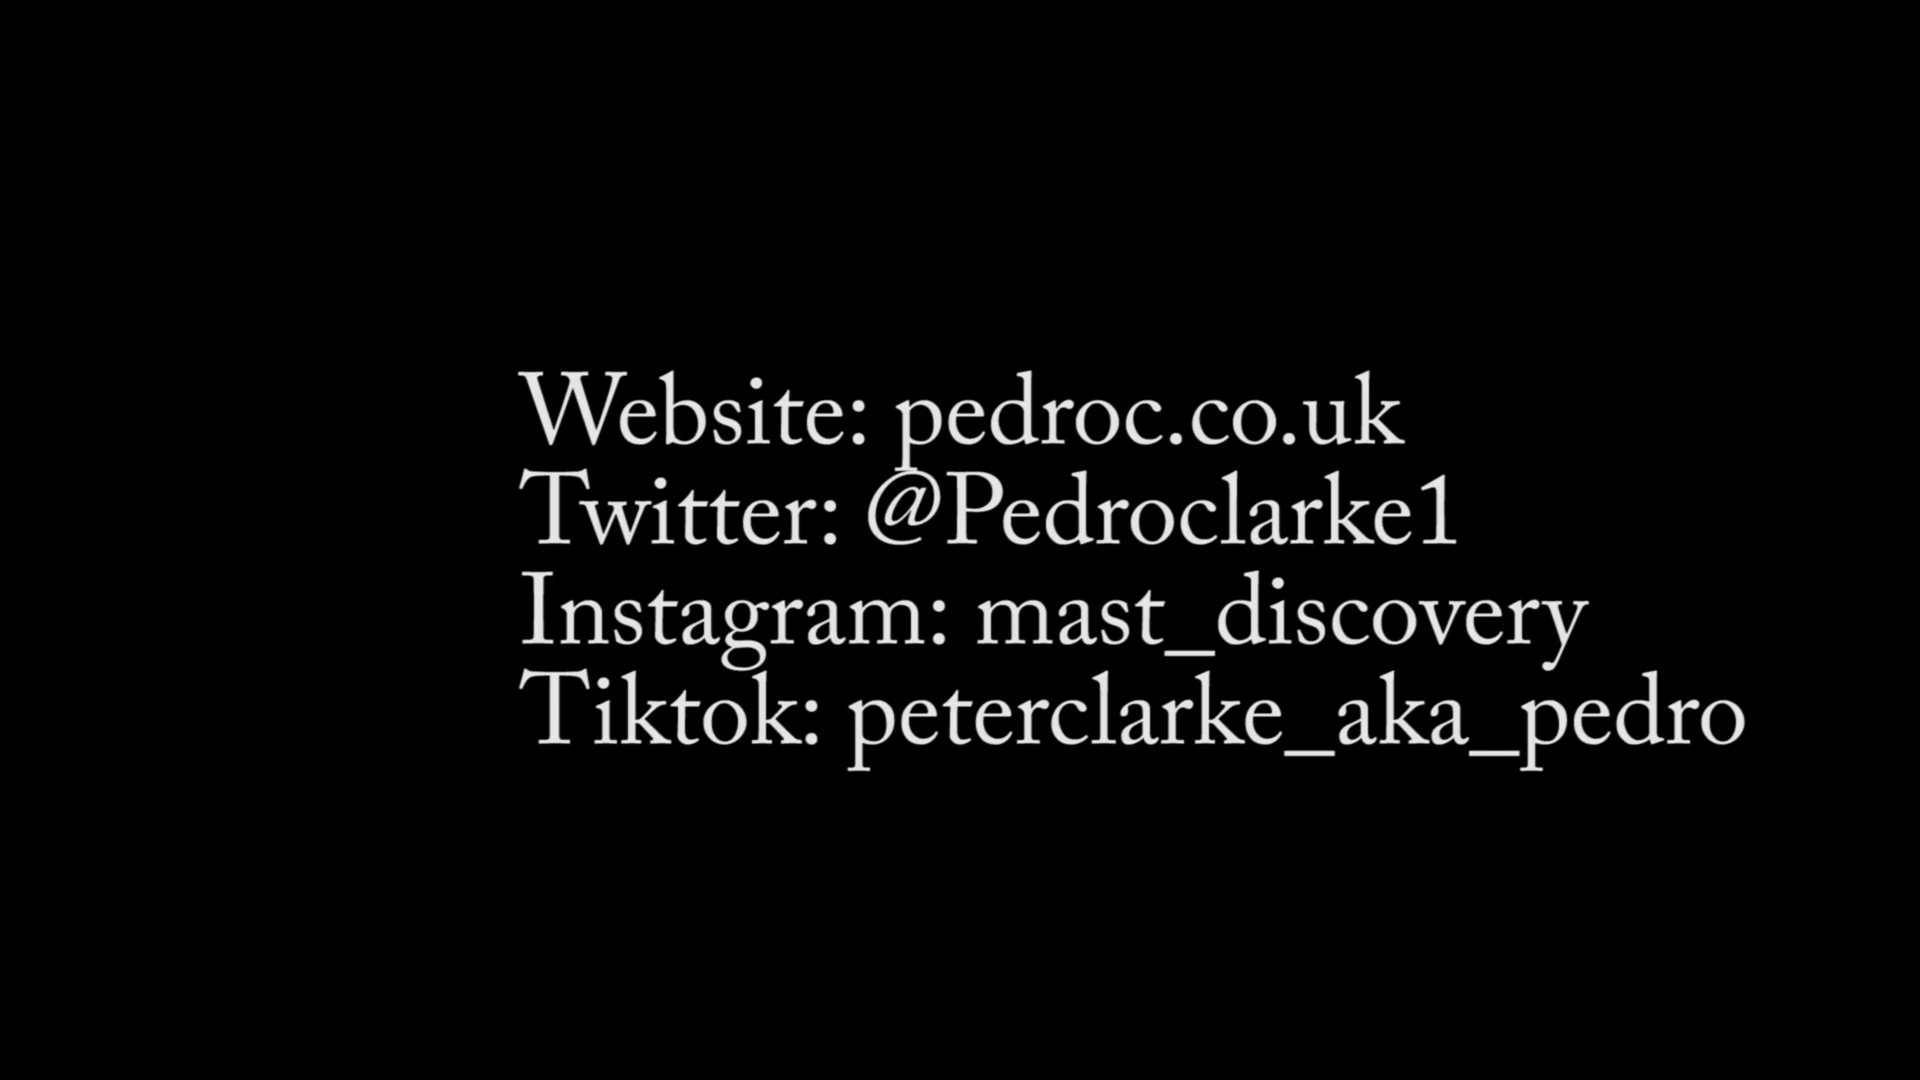 Website: pedroc.co.uk
Twitter: @Pedroclarke1
Instagram: mast_discovery
Tiktok: peterclarke_aka_pedro